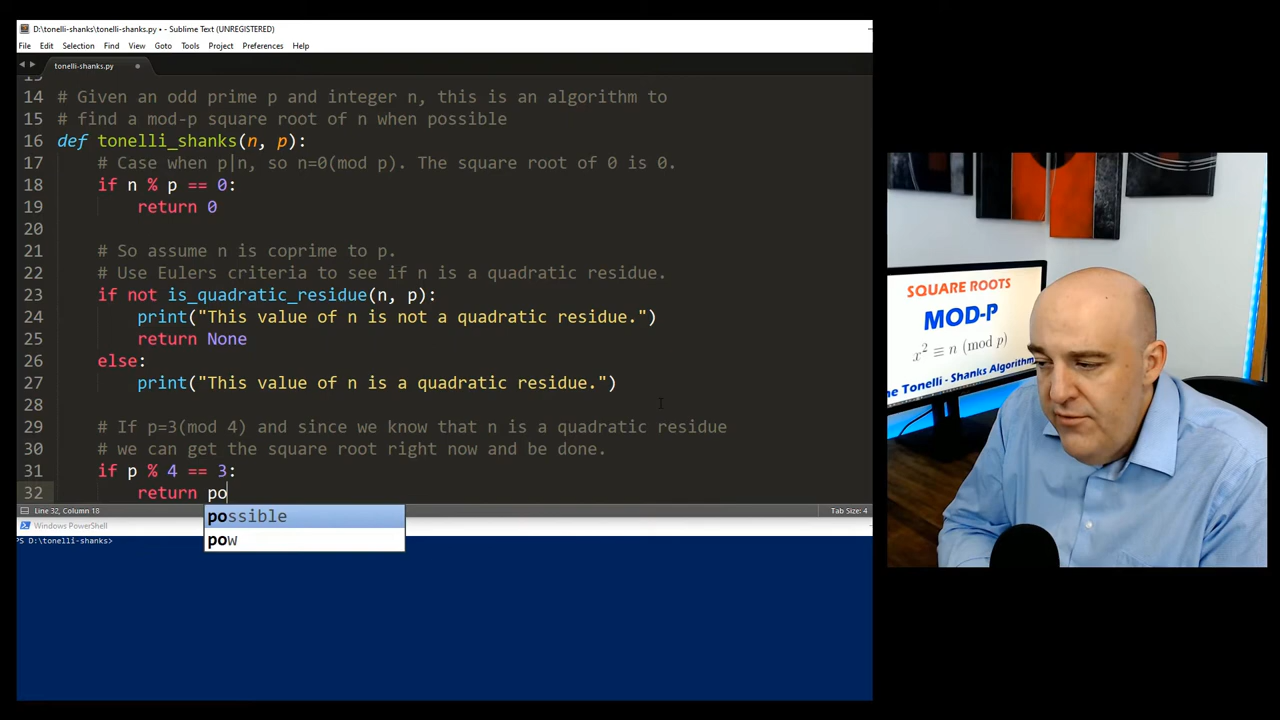 D:\tonelli-shanks\tonelli-shanks.py • - Sublime Text (UNREGISTERED)
File Edit Selection Find View Goto Tools Project Preferences Help
tonelli-shanks.py
14 # Given an odd prime p and integer n, this is an algorithm to
15 # find a mod-p square root of n when possible
16 def tonelli_shanks(n, p):
17 # Case when p|n, so n=0(mod p). The square root of 0 is 0.
18 if n % p == 0:
19 return 0
20
21 # So assume n is coprime to p.
22 # Use Eulers criteria to see if n is a quadratic residue.
23 if not is_quadratic_residue(n, p):
24 print("This value of n is not a quadratic residue.")
25 return None
26 else:
27 print("This value of n is a quadratic residue.")
28
29 # If p=3(mod 4) and since we know that n is a quadratic residue
30 # we can get the square root right now and be done.
31 if p % 4 == 3:
32 return po
possible
pow
Line 32, Column 18 Tab Size: 4
Windows PowerShell
PS D:\tonelli-shanks>
SQUARE ROOTS
MOD-P
x² ≡ n (mod p)
he Tonelli - Shanks Algorithm